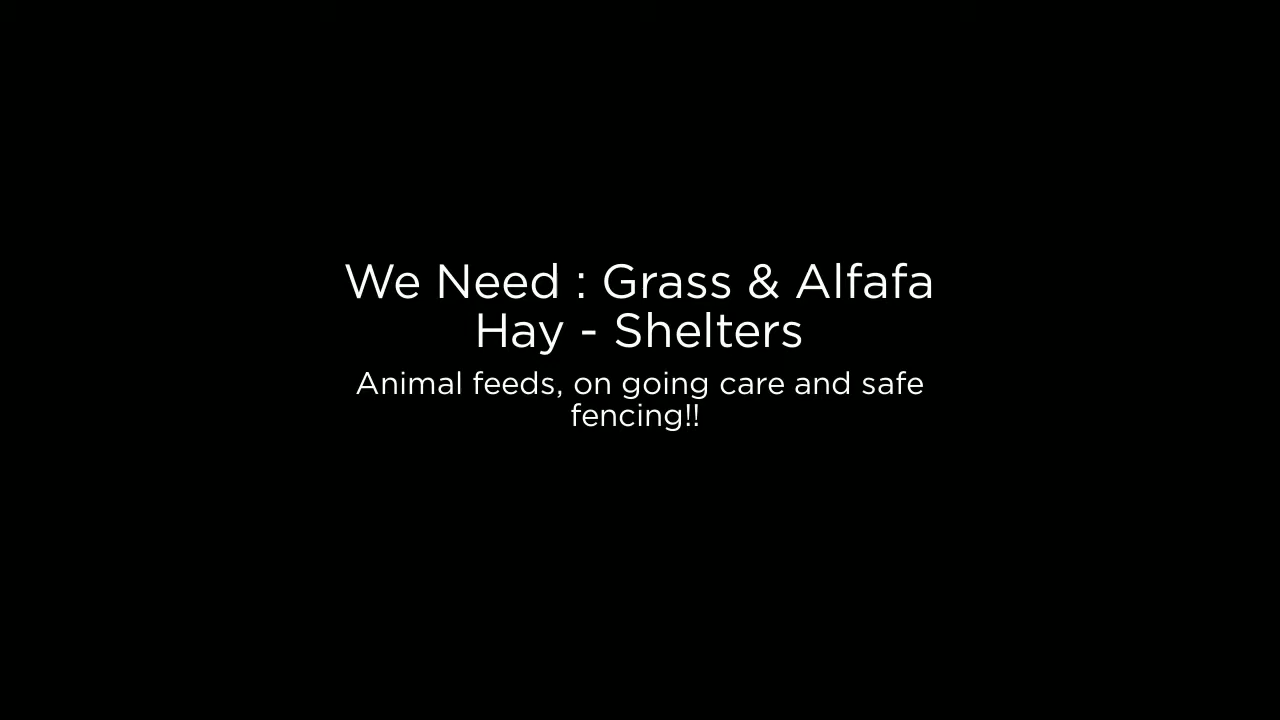 We Need : Grass & Alfafa
Hay - Shelters
Animal feeds, on going care and safe
fencing!!